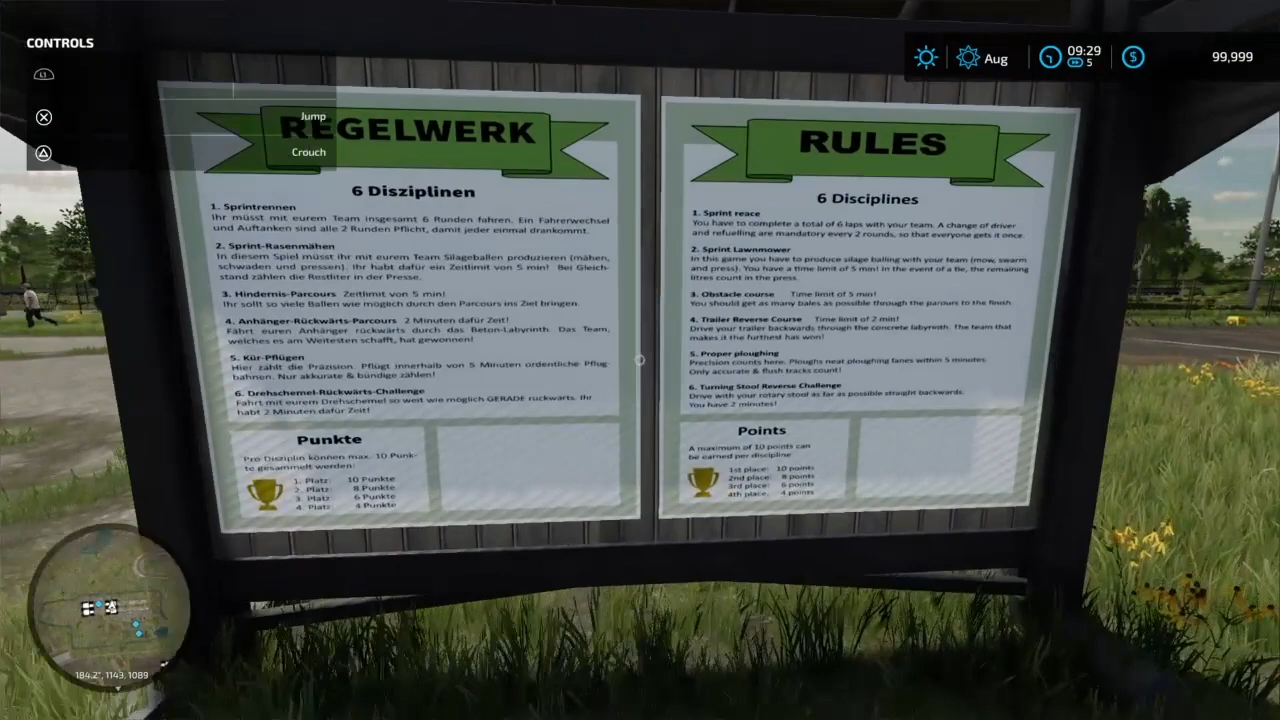 CONTROLS
L1
Jump
Crouch
Aug
09:29
5
$
99,999
REGELWERK
6 Disziplinen
1. Sprintrennen
Ihr müsst mit eurem Team insgesamt 6 Runden fahren. Ein Fahrerwechsel
und Auftanken sind alle 2 Runden Pflicht, damit jeder einmal drankommt.
2. Sprint-Rasenmähen
In diesem Spiel müsst ihr mit eurem Team Silageballen produzieren (mähen,
schwaden und pressen). Ihr habt dafür ein Zeitlimit von 5 min! Bei Gleich-
stand zählen die Restliter in der Presse.
3. Hindernis-Parcours Zeitlimit von 5 min!
Ihr sollt so viele Ballen wie möglich durch den Parcours ins Ziel bringen.
4. Anhänger-Rückwärts-Parcours 2 Minuten dafür Zeit!
Fährt euren Anhänger rückwärts durch das Beton-Labyrinth. Das Team,
welches es am Weitesten schafft, hat gewonnen!
5. Kür-Pflügen
Hier zählt die Präzision. Pflügt innerhalb von 5 Minuten ordentliche Pflug-
bahnen. Nur akkurate & bündige zählen!
6. Drehschemel-Rückwärts-Challenge
Fahrt mit eurem Drehschemel so weit wie möglich GERADE rückwärts. Ihr
habt 2 Minuten dafür Zeit!
Punkte
Pro Disziplin können max. 10 Punk-
te gesammelt werden:
1. Platz: 10 Punkte
2. Platz: 8 Punkte
3. Platz: 6 Punkte
4. Platz: 4 Punkte
RULES
6 Disciplines
1. Sprint reace
You have to complete a total of 6 laps with your team. A change of driver
and refuelling are mandatory every 2 rounds, so that everyone gets it once.
2. Sprint Lawnmower
In this game you have to produce silage balling with your team (mow, swarm
and press). You have a time limit of 5 min! In the event of a tie, the remaining
litres count in the press.
3. Obstacle course Time limit of 5 min!
You should get as many bales as possible through the parcours to the finish.
4. Trailer Reverse Course Time limit of 2 min!
Drive your trailer backwards through the concrete labyrinth. The team that
makes it the furthest has won!
5. Proper ploughing
Precision counts here. Ploughs neat ploughing lanes within 5 minutes.
Only accurate & flush tracks count!
6. Turning Stool Reverse Challenge
Drive with your rotary stool as far as possible straight backwards.
You have 2 minutes!
Points
A maximum of 10 points can
be earned per discipline
1st place: 10 points
2nd place: 8 points
3rd place: 6 points
4th place: 4 points
184.2°, 1143, 1089